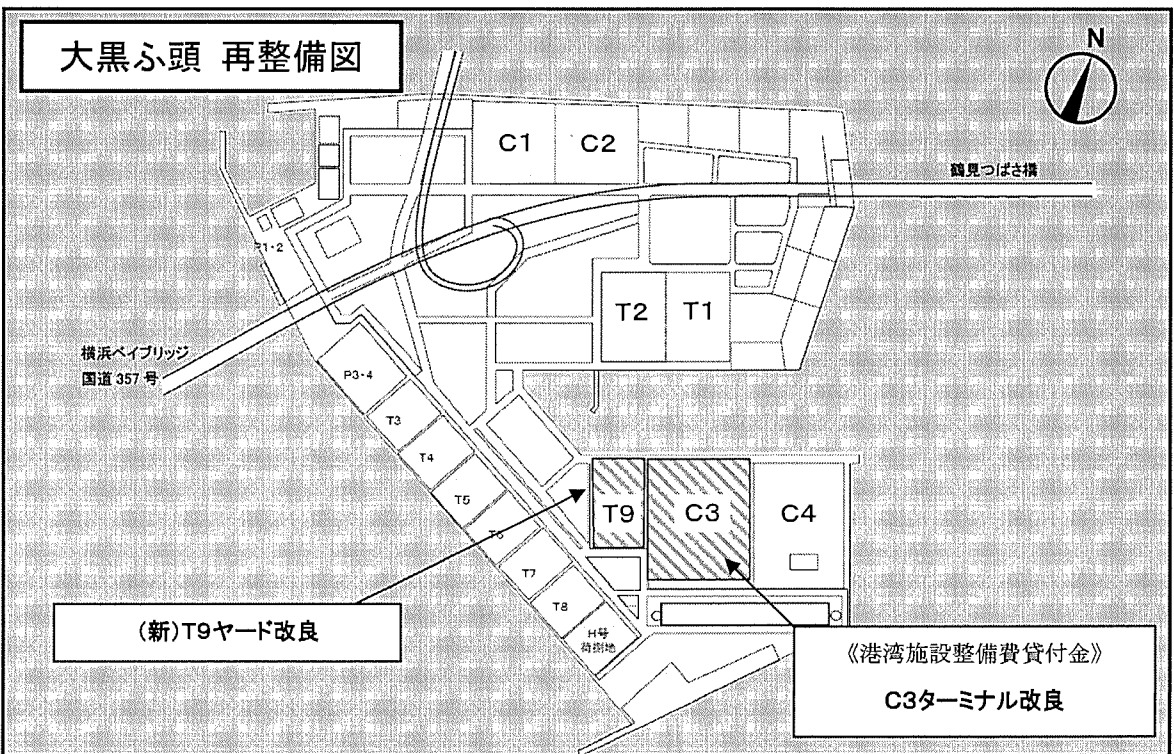 大黒ふ頭 再整備図
N
C1
C2
鶴見つばさ橋
P1・2
T2
T1
横浜ベイブリッジ
国道357号
P3・4
T3
T4
T5
T6
T7
T8
H号
荷捌地
T9
C3
C4
(新)T9ヤード改良
《港湾施設整備費貸付金》
C3ターミナル改良